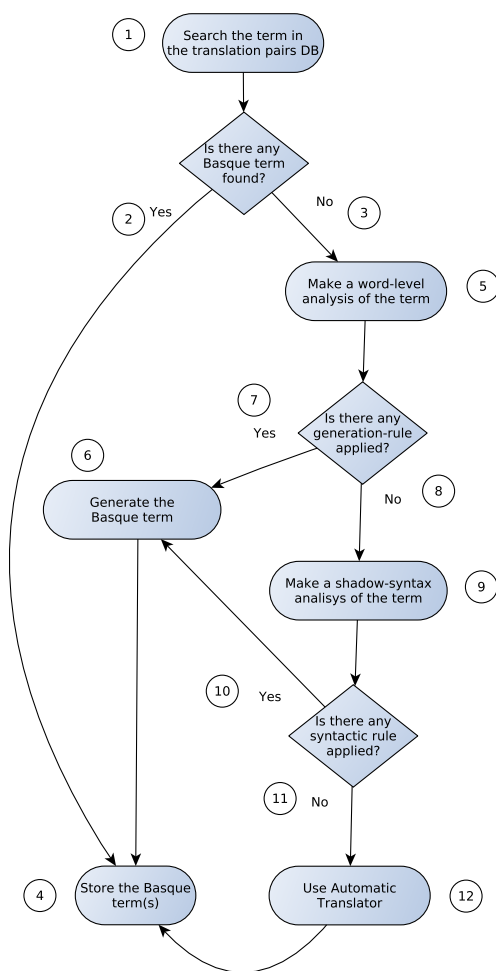 1
Search the term in
the translation pairs DB
Is there any
Basque term
found?
2
Yes
No
3
Make a word-level
analysis of the term
5
7
Is there any
generation-rule
applied?
Yes
6
Generate the
Basque term
No
8
Make a shadow-syntax
analisys of the term
9
10
Yes
Is there any
syntactic rule
applied?
11
No
4
Store the Basque
term(s)
Use Automatic
Translator
12